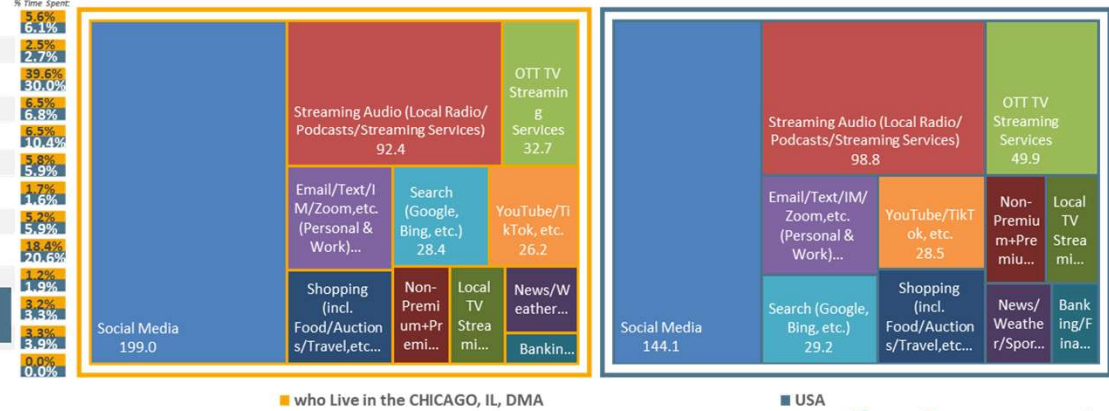 % Time Spent:
5.6%
6.1%
2.5%
2.7%
39.6%
30.0%
6.5%
6.8%
6.5%
10.4%
5.8%
5.9%
1.7%
1.6%
5.2%
5.9%
18.4%
20.6%
1.2%
1.9%
3.2%
3.3%
3.3%
3.9%
0.0%
0.0%
Social Media
199.0
Streaming Audio (Local Radio/
Podcasts/Streaming Services)
92.4
OTT TV
Streamin
g
Services
32.7
Email/Text/I
M/Zoom,etc.
(Personal &
Work)...
Search
(Google,
Bing, etc.)
28.4
YouTube/Ti
kTok, etc.
26.2
Shopping
(incl.
Food/Auction
s/Travel,etc...
Non-
Premi
um+Pr
emi...
Local
TV
Strea
mi...
News/W
eather...
Bankin...
Social Media
144.1
Streaming Audio (Local Radio/
Podcasts/Streaming Services)
98.8
OTT TV
Streaming
Services
49.9
Email/Text/IM/
Zoom,etc.
(Personal &
Work)...
YouTube/TikT
ok, etc.
28.5
Non-
Premiu
m+Pre
miu...
Local
TV
Strea
mi...
Search (Google,
Bing, etc.)
29.2
Shopping
(incl.
Food/Auction
s/Travel,etc...
News/
Weathe
r/Spor...
Bank
ing/F
ina...
who Live in the CHICAGO, IL, DMA
USA